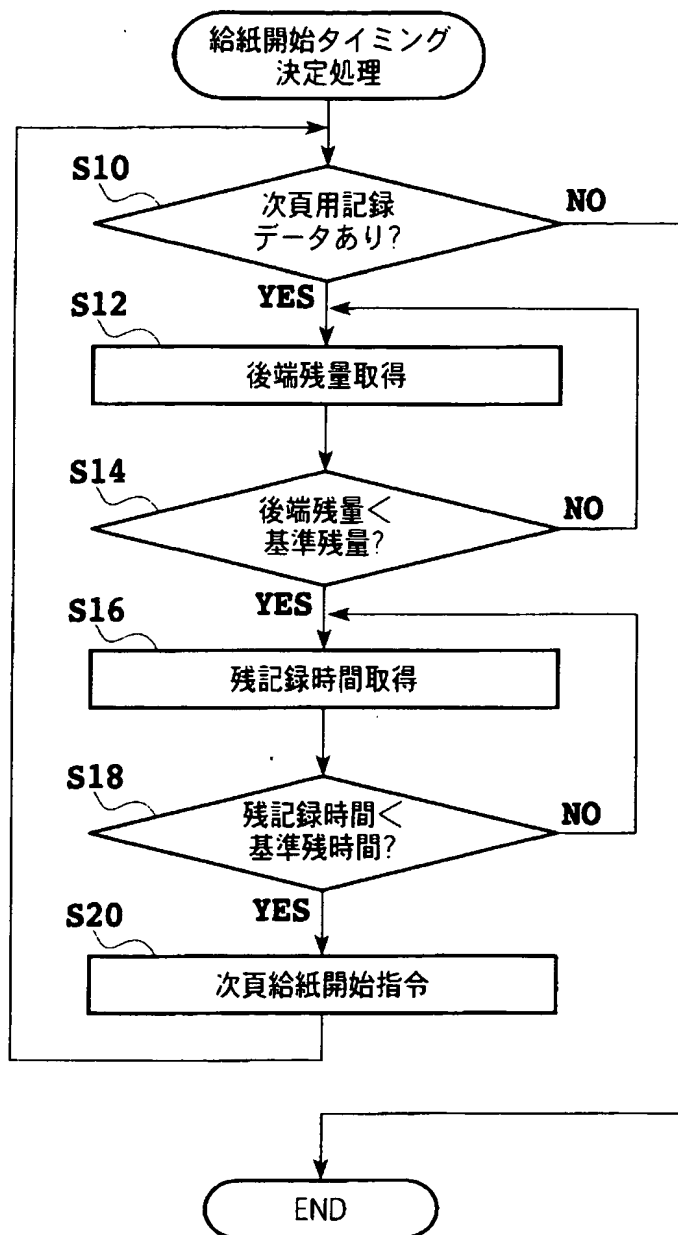 給紙開始タイミング
決定処理
S10
次頁用記録
データあり?
NO
YES
S12
後端残量取得
S14
後端残量<
基準残量?
NO
YES
S16
残記録時間取得
S18
残記録時間<
基準残時間?
NO
YES
S20
次頁給紙開始指令
END